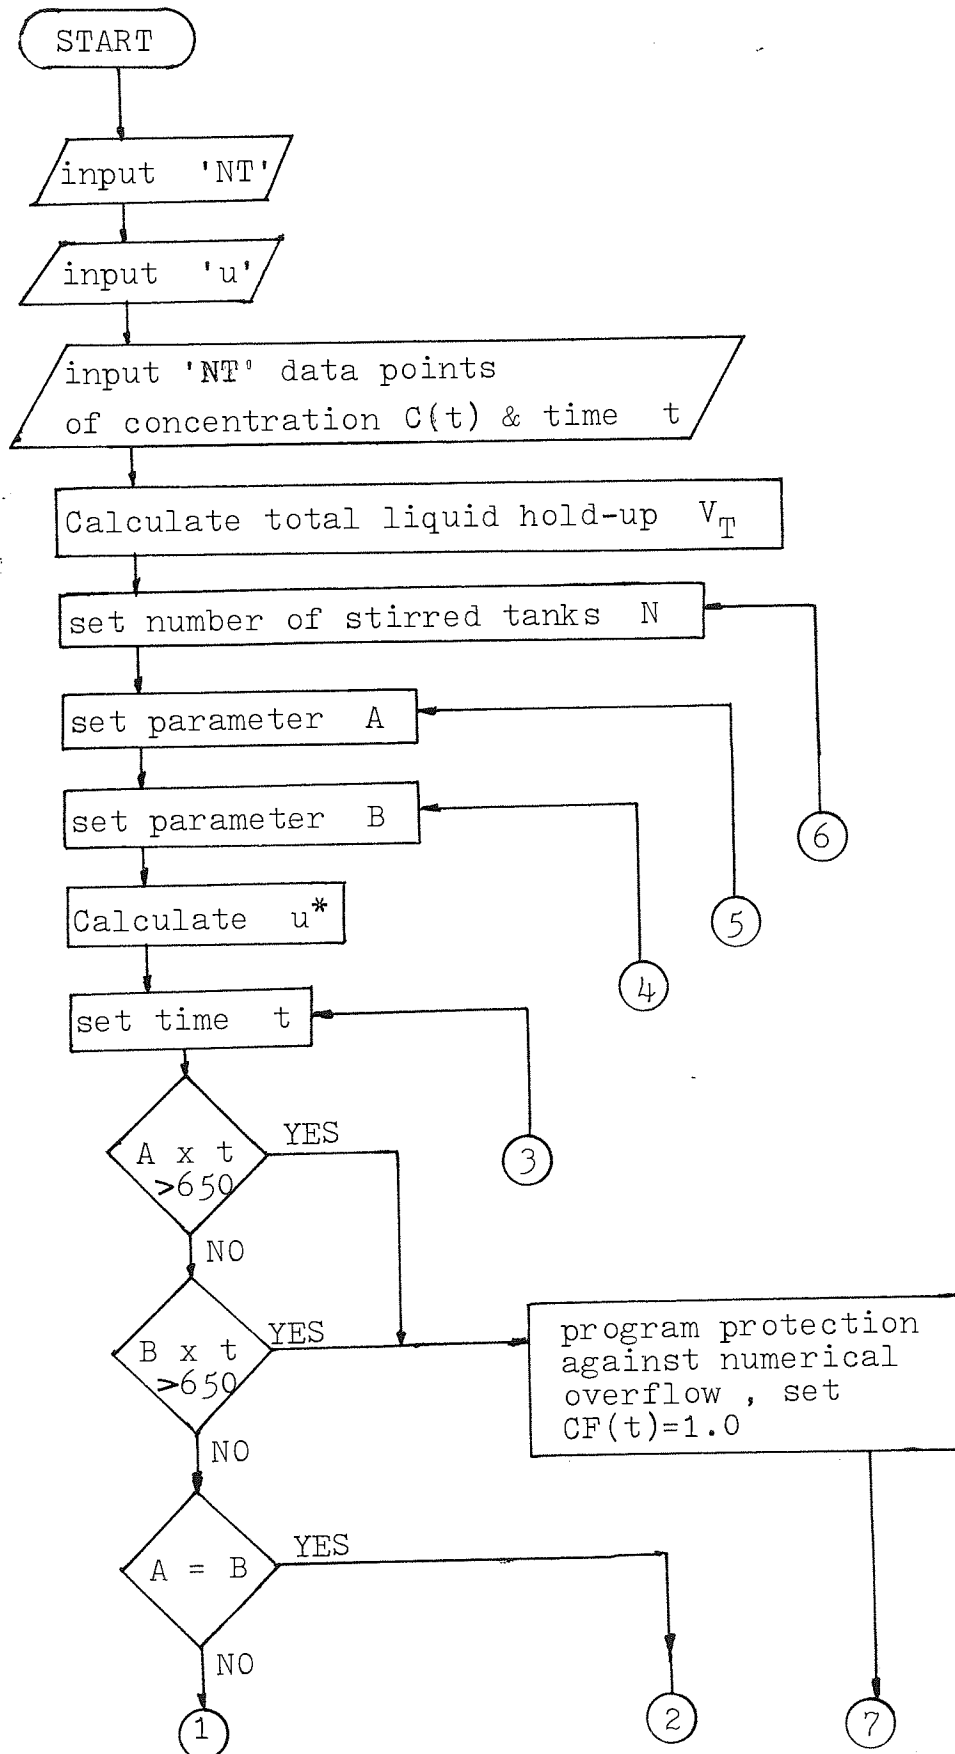 START
input 'NT'
input 'u'
input 'NT' data points
of concentration C(t) & time t
Calculate total liquid hold-up V_T
set number of stirred tanks N
set parameter A
set parameter B
6
Calculate u*
5
4
set time t
A x t
>650
YES
3
NO
B x t
>650
YES
program protection
against numerical
overflow , set
CF(t)=1.0
NO
A = B
YES
NO
1
2
7